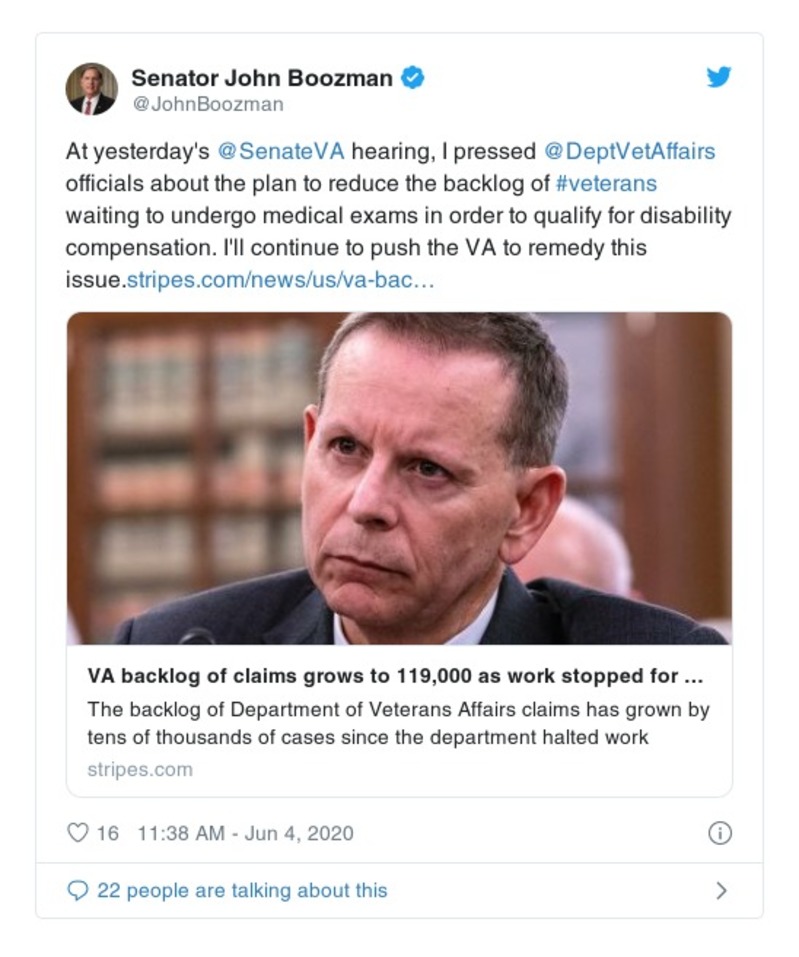 Senator John Boozman
@JohnBoozman
At yesterday's @SenateVA hearing, I pressed @DeptVetAffairs
officials about the plan to reduce the backlog of #veterans
waiting to undergo medical exams in order to qualify for disability
compensation. I'll continue to push the VA to remedy this
issue.stripes.com/news/us/va-bac…
VA backlog of claims grows to 119,000 as work stopped for ...
The backlog of Department of Veterans Affairs claims has grown by
tens of thousands of cases since the department halted work
stripes.com
16 11:38 AM - Jun 4, 2020
22 people are talking about this